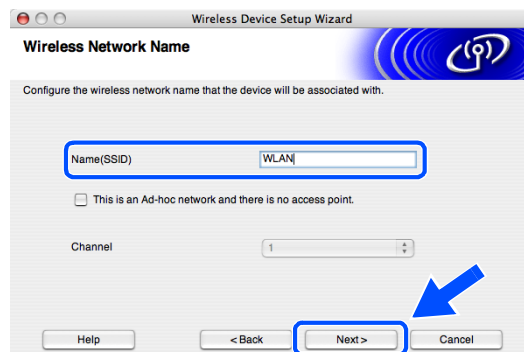 Wireless Device Setup Wizard
Wireless Network Name
Configure the wireless network name that the device will be associated with.
Name(SSID) WLAN
This is an Ad-hoc network and there is no access point.
Channel 1
Help <Back Next> Cancel